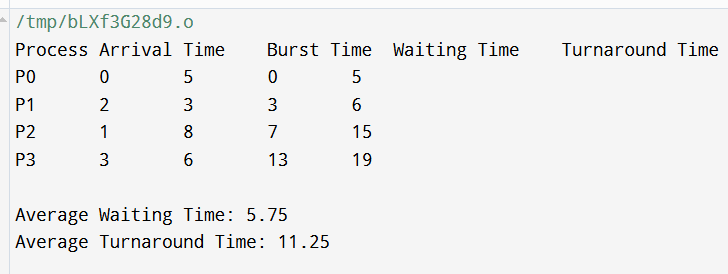 /tmp/bLXf3G28d9.o
Process Arrival Time    Burst Time  Waiting Time    Turnaround Time
P0      0       5       0       5
P1      2       3       3       6
P2      1       8       7       15
P3      3       6       13      19
Average Waiting Time: 5.75
Average Turnaround Time: 11.25